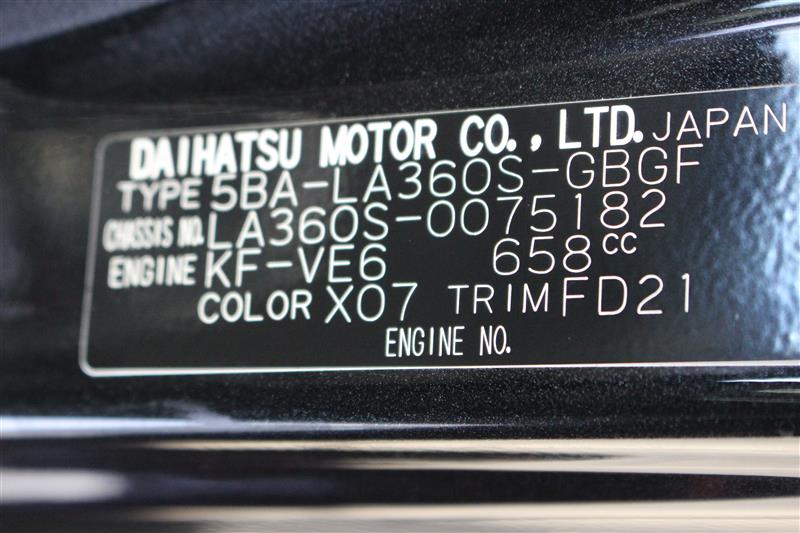 DAIHATSU MOTOR CO., LTD. JAPAN
TYPE 5BA-LA360S-GBGF
CHASSIS NO. LA360S-0075182
ENGINE KF-VE6 658cc
COLOR X07 TRIM FD21
ENGINE NO.